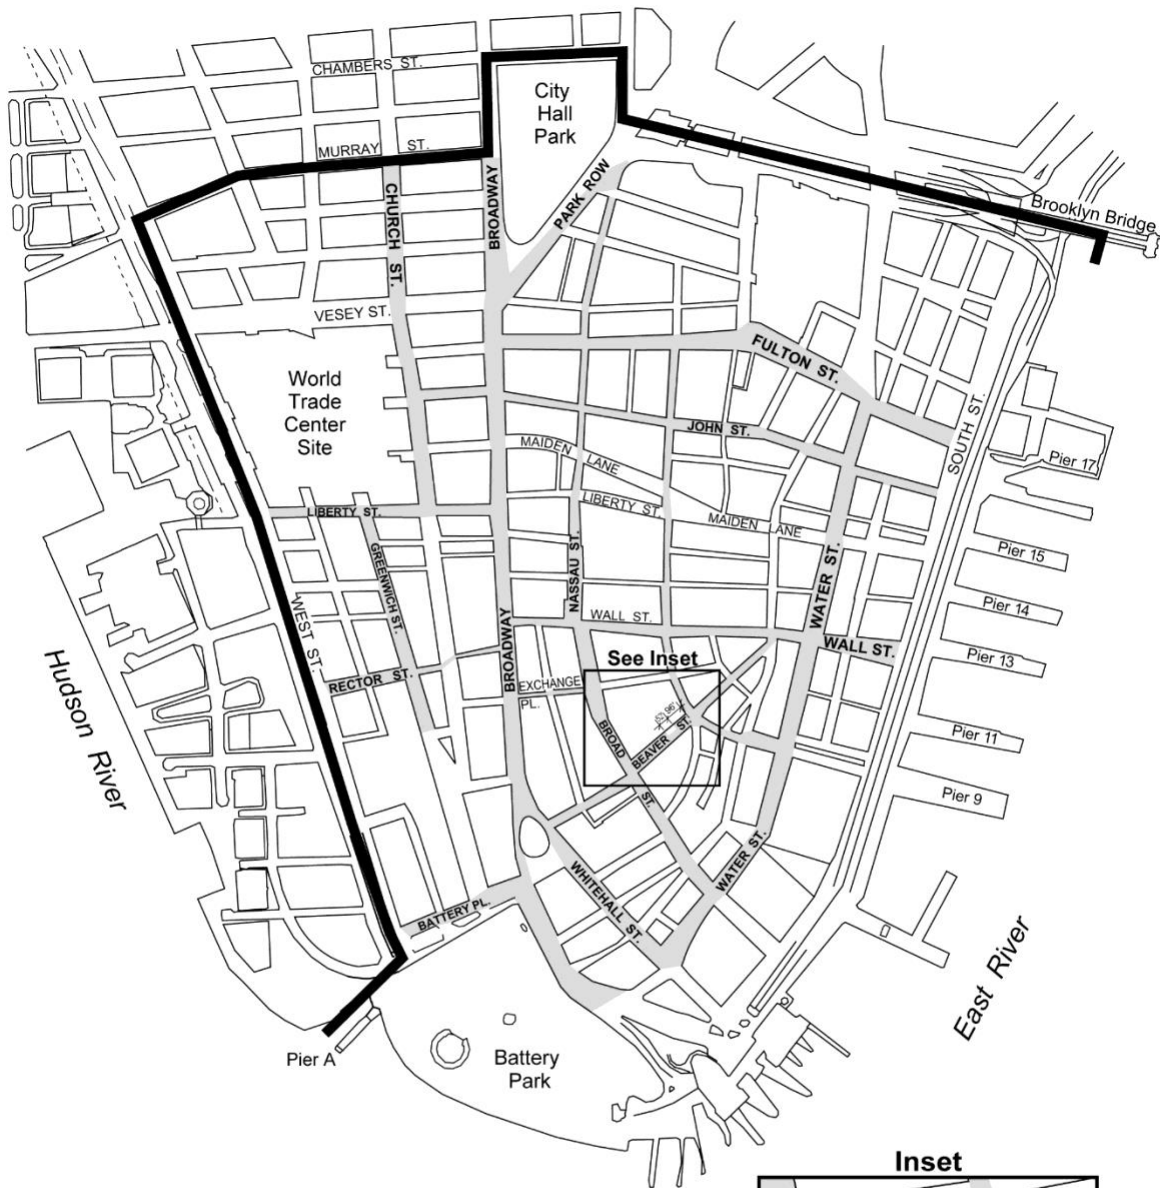 CHAMBERS ST.
City
Hall
Park
MURRAY ST.
CHURCH ST.
BROADWAY
PARK ROW
Brooklyn Bridge
VESEY ST.
FULTON ST.
World
Trade
Center
Site
SOUTH ST.
JOHN ST.
MAIDEN LANE
Pier 17
LIBERTY ST.
LIBERTY ST.
MAIDEN LANE
Pier 15
GREENWICH ST.
NASSAU ST.
WATER ST.
WEST ST.
Pier 14
WALL ST.
WALL ST.
BROADWAY
See Inset
Pier 13
RECTOR ST.
EXCHANGE
PL.
Hudson River
BROAD
ST.
BEAVER ST.
Pier 11
Pier 9
WATER ST.
WHITEHALL ST.
BATTERY PL.
East River
Pier A
Battery
Park
Inset